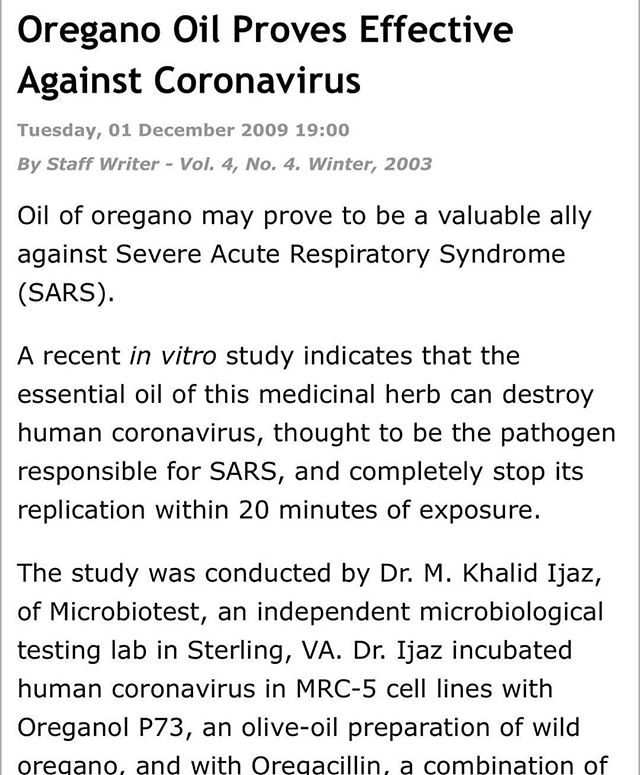 Oregano Oil Proves Effective
Against Coronavirus
Tuesday, 01 December 2009 19:00
By Staff Writer - Vol. 4, No. 4. Winter, 2003
Oil of oregano may prove to be a valuable ally
against Severe Acute Respiratory Syndrome
(SARS).
A recent in vitro study indicates that the
essential oil of this medicinal herb can destroy
human coronavirus, thought to be the pathogen
responsible for SARS, and completely stop its
replication within 20 minutes of exposure.
The study was conducted by Dr. M. Khalid Ijaz,
of Microbiotest, an independent microbiological
testing lab in Sterling, VA. Dr. Ijaz incubated
human coronavirus in MRC-5 cell lines with
Oreganol P73, an olive-oil preparation of wild
oregano, and with Oregacillin, a combination of